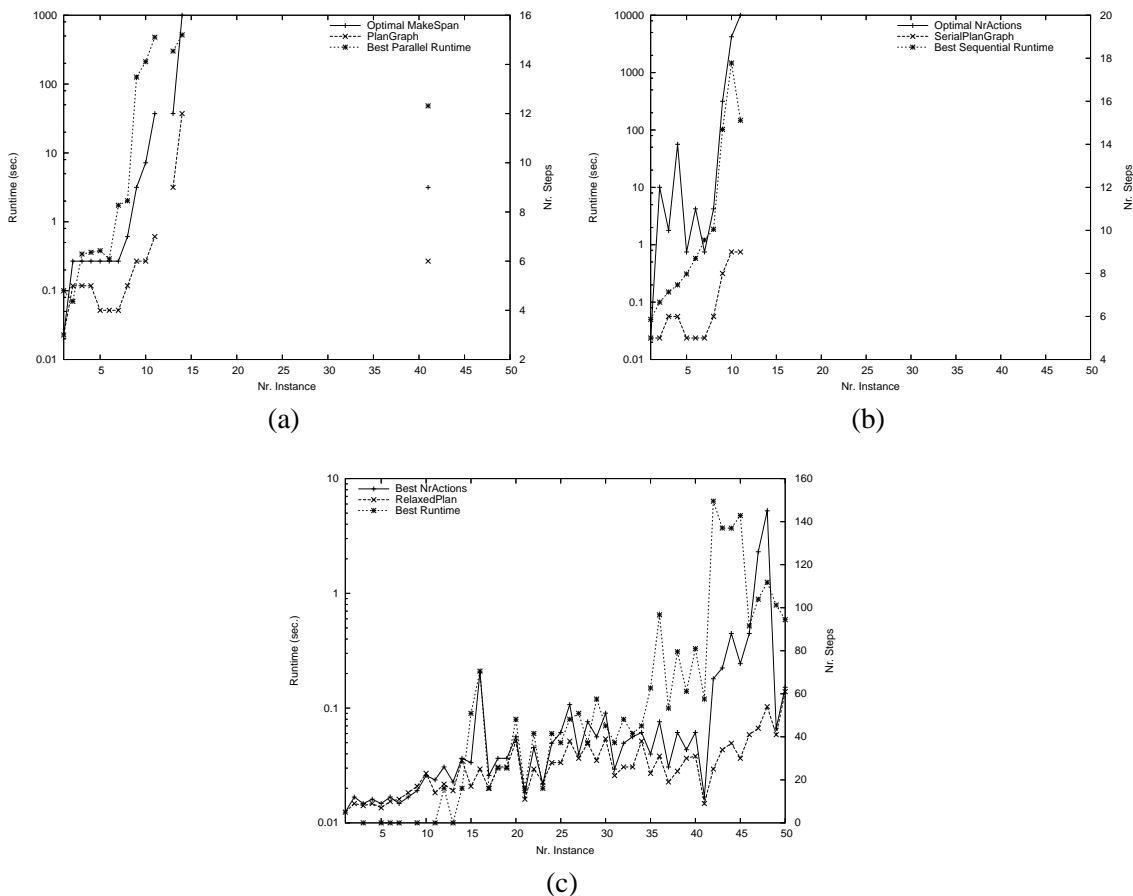 Optimal MakeSpan
PlanGraph
Best Parallel Runtime
1000
100
10
1
0.1
0.01
16
14
12
10
8
6
4
2
5 10 15 20 25 30 35 40 45 50
Runtime (sec.)
Nr. Steps
Nr. Instance
(a)
Optimal NrActions
SerialPlanGraph
Best Sequential Runtime
10000
1000
100
10
1
0.1
0.01
20
18
16
14
12
10
8
6
4
5 10 15 20 25 30 35 40 45 50
Runtime (sec.)
Nr. Steps
Nr. Instance
(b)
Best NrActions
RelaxedPlan
Best Runtime
10
1
0.1
0.01
160
140
120
100
80
60
40
20
0
5 10 15 20 25 30 35 40 45 50
Runtime (sec.)
Nr. Steps
Nr. Instance
(c)